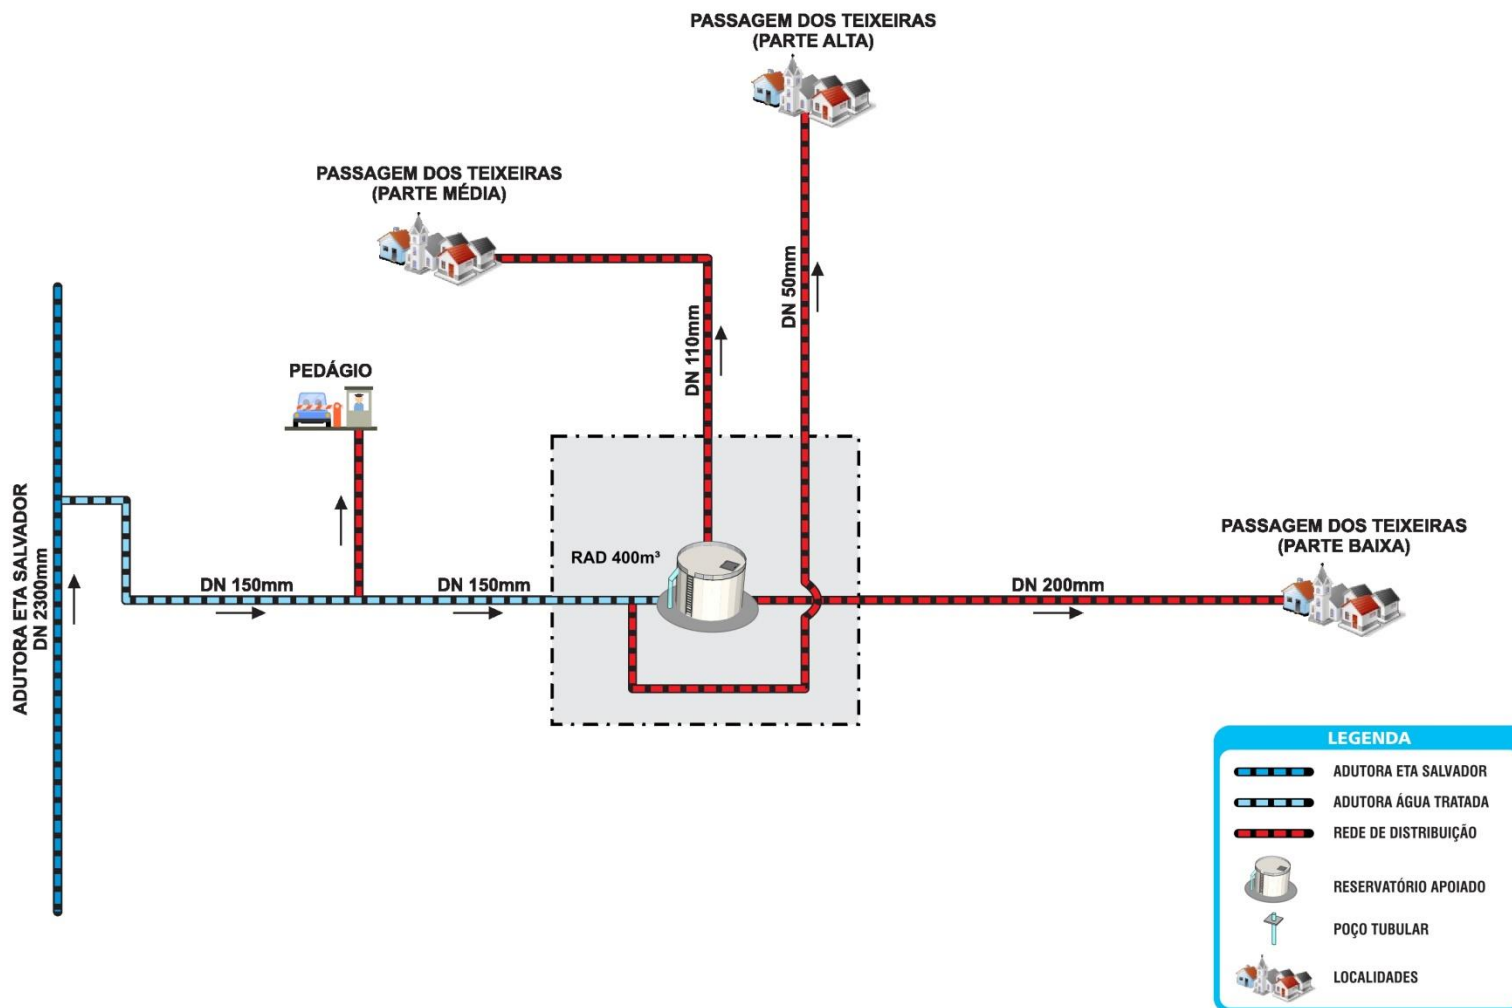 PASSAGEM DOS TEIXEIRAS
(PARTE ALTA)
PASSAGEM DOS TEIXEIRAS
(PARTE MÉDIA)
DN 50mm
DN 110mm
PEDÁGIO
ADUTORA ETA SALVADOR
DN 2300mm
DN 150mm
DN 150mm
RAD 400m³
DN 200mm
PASSAGEM DOS TEIXEIRAS
(PARTE BAIXA)
LEGENDA
ADUTORA ETA SALVADOR
ADUTORA ÁGUA TRATADA
REDE DE DISTRIBUIÇÃO
RESERVATÓRIO APOIADO
POÇO TUBULAR
LOCALIDADES